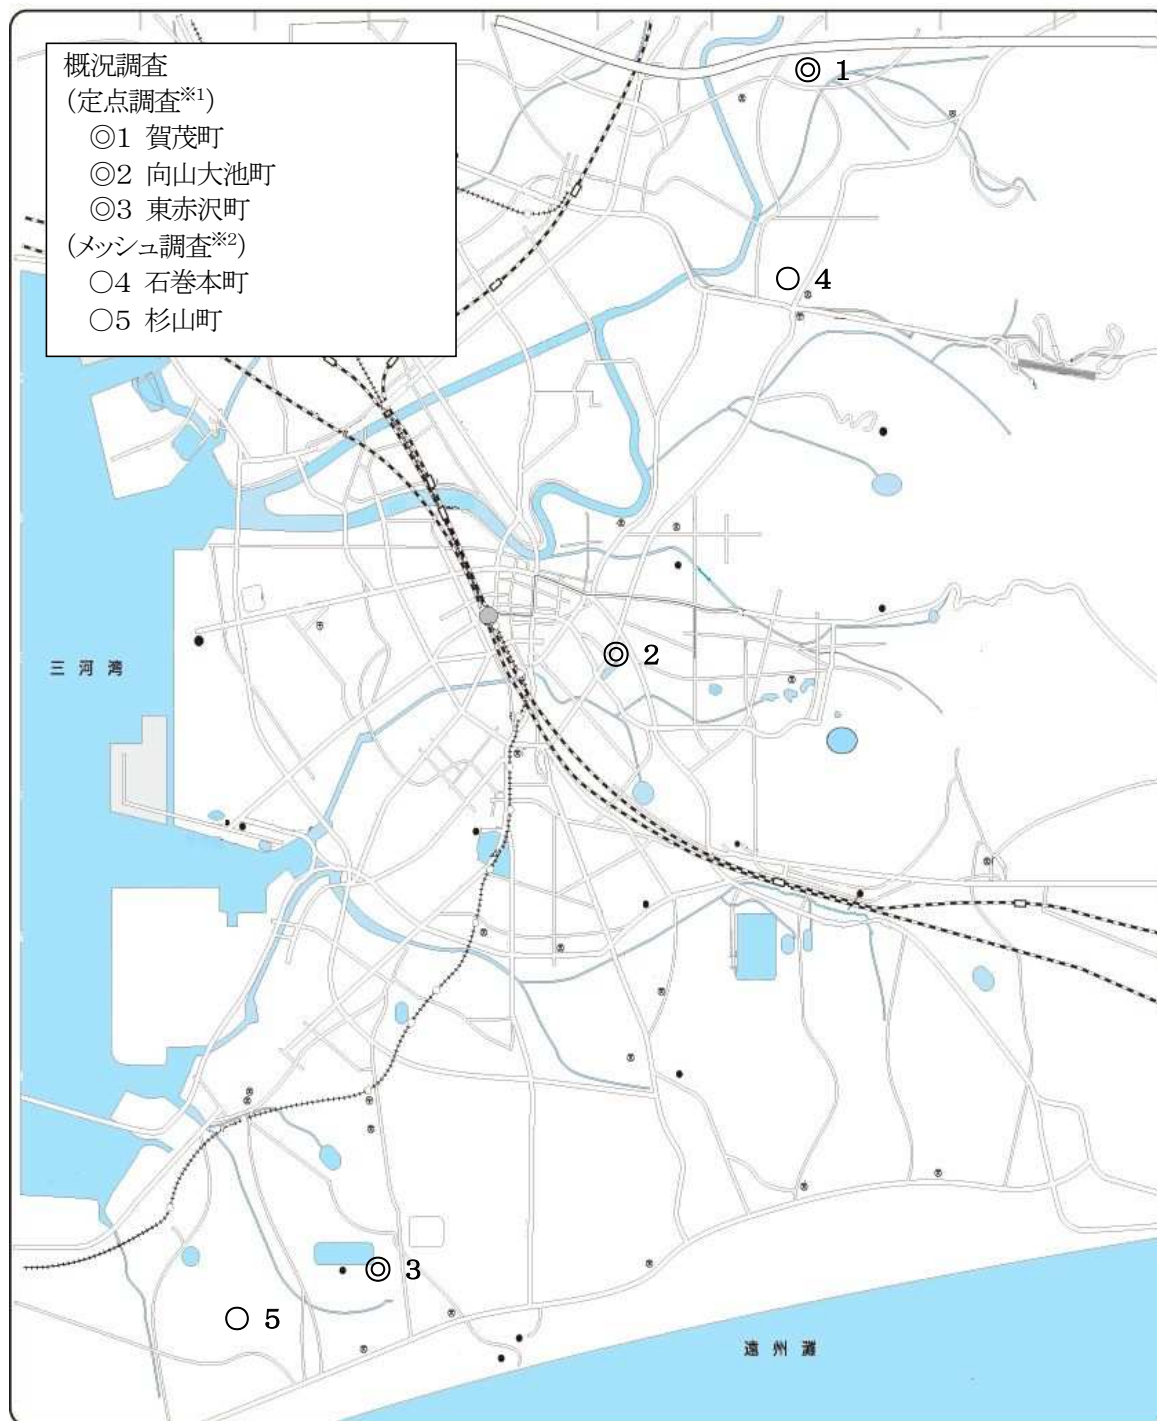 概況調査
(定点調査※1)
◎1 賀茂町
◎2 向山大池町
◎3 東赤沢町
(メッシュ調査※2)
○4 石巻本町
○5 杉山町
◎ 1
○ 4
◎ 2
三河湾
◎ 3
○ 5
遠州灘